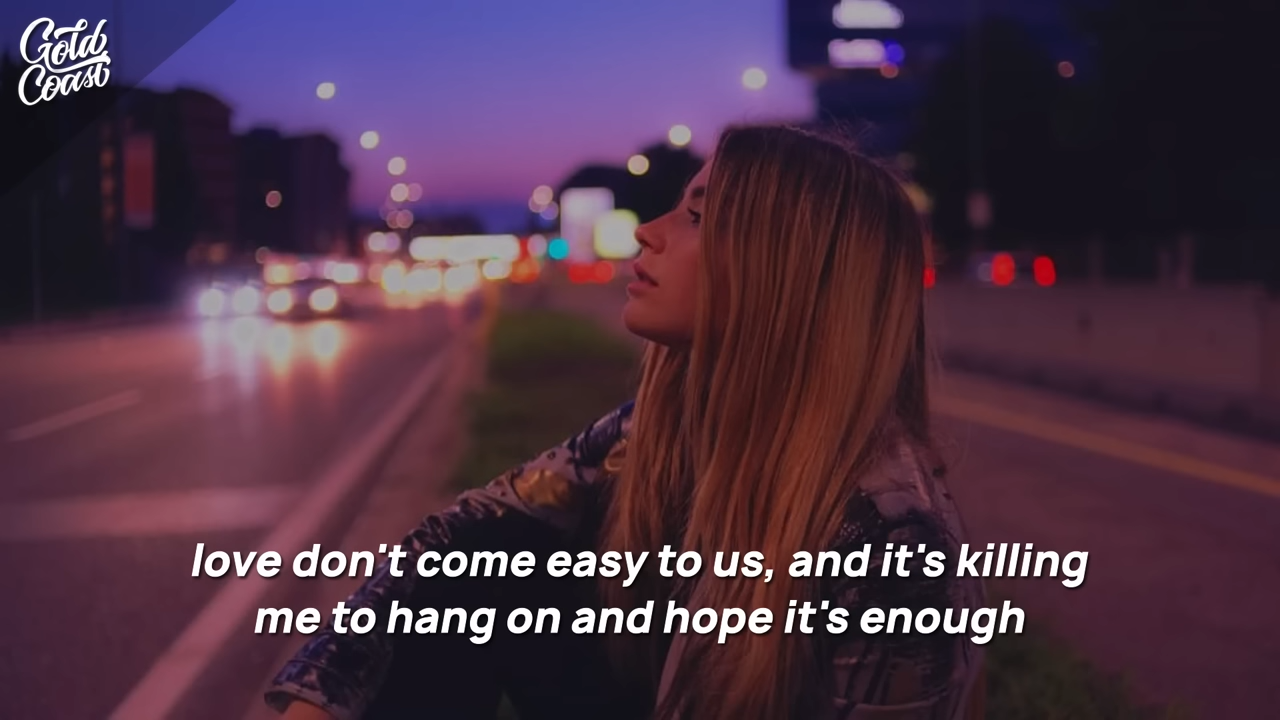 Gold
Coast
love don't come easy to us, and it's killing
me to hang on and hope it's enough